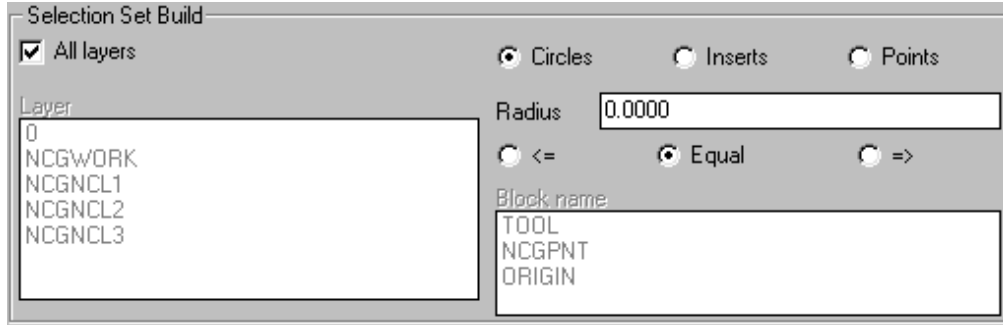 Selection Set Build
All layers
Circles Inserts Points
Layer
0
NCGWORK
NCGNCL1
NCGNCL2
NCGNCL3
Radius 0.0000
<= Equal =>
Block name
TOOL
NCGPNT
ORIGIN